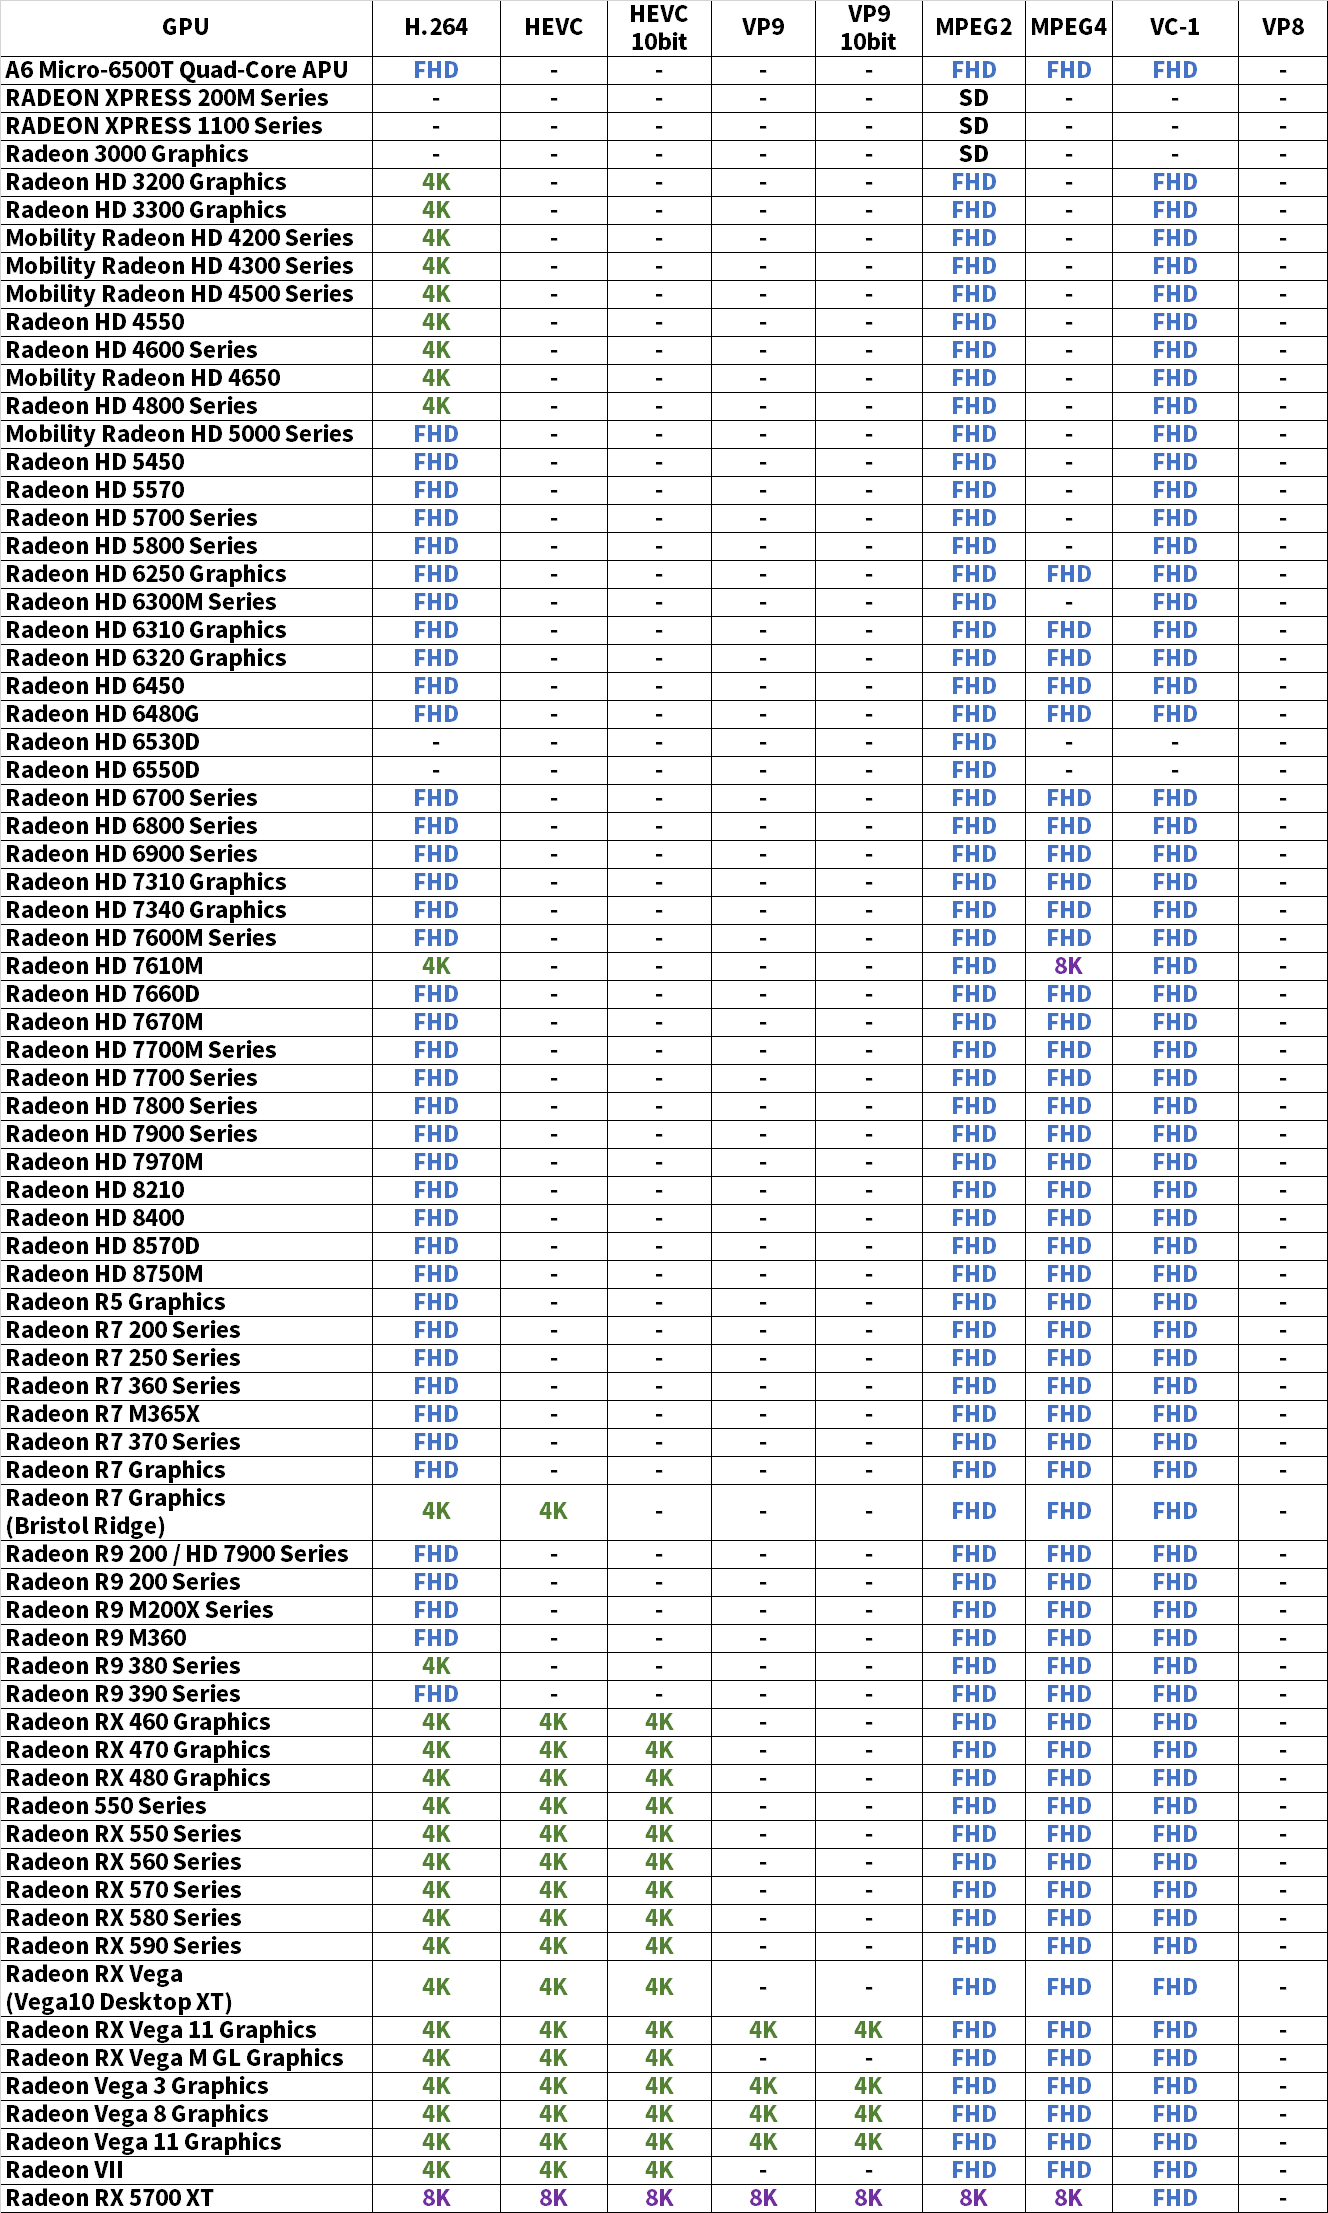 GPU H.264 HEVC HEVC 10bit VP9 VP9 10bit MPEG2 MPEG4 VC-1 VP8
A6 Micro-6500T Quad-Core APU FHD - - - - FHD FHD FHD -
RADEON XPRESS 200M Series - - - - - SD - - -
RADEON XPRESS 1100 Series - - - - - SD - - -
Radeon 3000 Graphics - - - - - SD - - -
Radeon HD 3200 Graphics 4K - - - - FHD - FHD -
Radeon HD 3300 Graphics 4K - - - - FHD - FHD -
Mobility Radeon HD 4200 Series 4K - - - - FHD - FHD -
Mobility Radeon HD 4300 Series 4K - - - - FHD - FHD -
Mobility Radeon HD 4500 Series 4K - - - - FHD - FHD -
Radeon HD 4550 4K - - - - FHD - FHD -
Radeon HD 4600 Series 4K - - - - FHD - FHD -
Mobility Radeon HD 4650 4K - - - - FHD - FHD -
Radeon HD 4800 Series 4K - - - - FHD - FHD -
Mobility Radeon HD 5000 Series FHD - - - - FHD - FHD -
Radeon HD 5450 FHD - - - - FHD - FHD -
Radeon HD 5570 FHD - - - - FHD - FHD -
Radeon HD 5700 Series FHD - - - - FHD - FHD -
Radeon HD 5800 Series FHD - - - - FHD - FHD -
Radeon HD 6250 Graphics FHD - - - - FHD FHD FHD -
Radeon HD 6300M Series FHD - - - - FHD - FHD -
Radeon HD 6310 Graphics FHD - - - - FHD FHD FHD -
Radeon HD 6320 Graphics FHD - - - - FHD FHD FHD -
Radeon HD 6450 FHD - - - - FHD FHD FHD -
Radeon HD 6480G FHD - - - - FHD FHD FHD -
Radeon HD 6530D - - - - - FHD - - -
Radeon HD 6550D - - - - - FHD - - -
Radeon HD 6700 Series FHD - - - - FHD FHD FHD -
Radeon HD 6800 Series FHD - - - - FHD FHD FHD -
Radeon HD 6900 Series FHD - - - - FHD FHD FHD -
Radeon HD 7310 Graphics FHD - - - - FHD FHD FHD -
Radeon HD 7340 Graphics FHD - - - - FHD FHD FHD -
Radeon HD 7600M Series FHD - - - - FHD FHD FHD -
Radeon HD 7610M 4K - - - - FHD 8K FHD -
Radeon HD 7660D FHD - - - - FHD FHD FHD -
Radeon HD 7670M FHD - - - - FHD FHD FHD -
Radeon HD 7700M Series FHD - - - - FHD FHD FHD -
Radeon HD 7700 Series FHD - - - - FHD FHD FHD -
Radeon HD 7800 Series FHD - - - - FHD FHD FHD -
Radeon HD 7900 Series FHD - - - - FHD FHD FHD -
Radeon HD 7970M FHD - - - - FHD FHD FHD -
Radeon HD 8210 FHD - - - - FHD FHD FHD -
Radeon HD 8400 FHD - - - - FHD FHD FHD -
Radeon HD 8570D FHD - - - - FHD FHD FHD -
Radeon HD 8750M FHD - - - - FHD FHD FHD -
Radeon R5 Graphics FHD - - - - FHD FHD FHD -
Radeon R7 200 Series FHD - - - - FHD FHD FHD -
Radeon R7 250 Series FHD - - - - FHD FHD FHD -
Radeon R7 360 Series FHD - - - - FHD FHD FHD -
Radeon R7 M365X FHD - - - - FHD FHD FHD -
Radeon R7 370 Series FHD - - - - FHD FHD FHD -
Radeon R7 Graphics FHD - - - - FHD FHD FHD -
Radeon R7 Graphics
(Bristol Ridge) 4K 4K - - - FHD FHD FHD -
Radeon R9 200 / HD 7900 Series FHD - - - - FHD FHD FHD -
Radeon R9 200 Series FHD - - - - FHD FHD FHD -
Radeon R9 M200X Series FHD - - - - FHD FHD FHD -
Radeon R9 M360 FHD - - - - FHD FHD FHD -
Radeon R9 380 Series 4K - - - - FHD FHD FHD -
Radeon R9 390 Series FHD - - - - FHD FHD FHD -
Radeon RX 460 Graphics 4K 4K 4K - - FHD FHD FHD -
Radeon RX 470 Graphics 4K 4K 4K - - FHD FHD FHD -
Radeon RX 480 Graphics 4K 4K 4K - - FHD FHD FHD -
Radeon 550 Series 4K 4K 4K - - FHD FHD FHD -
Radeon RX 550 Series 4K 4K 4K - - FHD FHD FHD -
Radeon RX 560 Series 4K 4K 4K - - FHD FHD FHD -
Radeon RX 570 Series 4K 4K 4K - - FHD FHD FHD -
Radeon RX 580 Series 4K 4K 4K - - FHD FHD FHD -
Radeon RX 590 Series 4K 4K 4K - - FHD FHD FHD -
Radeon RX Vega
(Vega10 Desktop XT) 4K 4K 4K - - FHD FHD FHD -
Radeon RX Vega 11 Graphics 4K 4K 4K 4K 4K FHD FHD FHD -
Radeon RX Vega M GL Graphics 4K 4K 4K - - FHD FHD FHD -
Radeon Vega 3 Graphics 4K 4K 4K 4K 4K FHD FHD FHD -
Radeon Vega 8 Graphics 4K 4K 4K 4K 4K FHD FHD FHD -
Radeon Vega 11 Graphics 4K 4K 4K 4K 4K FHD FHD FHD -
Radeon VII 4K 4K 4K - - FHD FHD FHD -
Radeon RX 5700 XT 8K 8K 8K 8K 8K 8K 8K FHD -